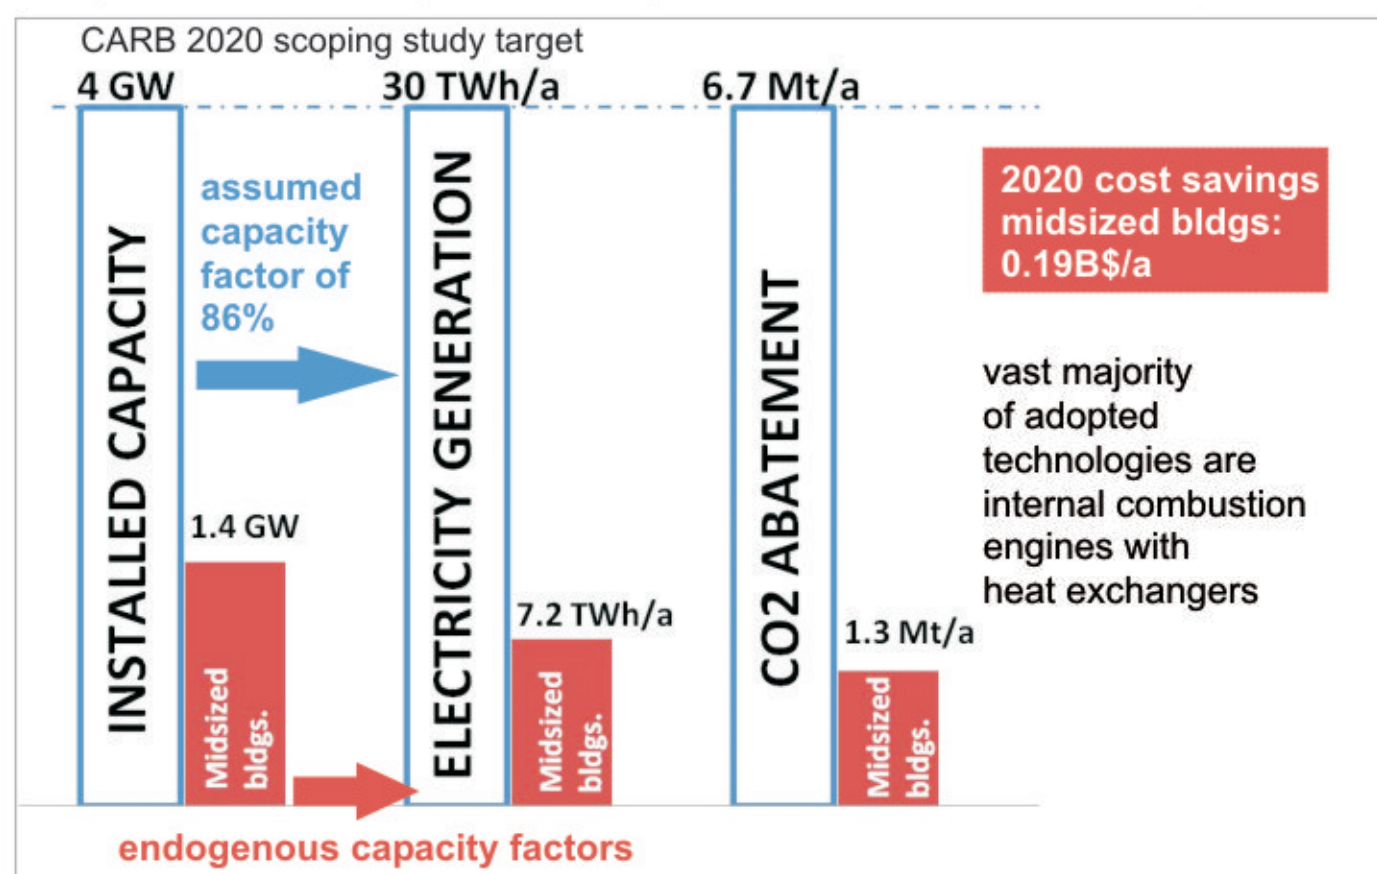 CARB 2020 scoping study target
4 GW
30 TWh/a
6.7 Mt/a
INSTALLED CAPACITY
assumed
capacity
factor of
86%
ELECTRICITY GENERATION
CO2 ABATEMENT
2020 cost savings
midsized bldgs:
0.19B$/a
vast majority
of adopted
technologies are
internal combustion
engines with
heat exchangers
1.4 GW
Midsized
bldgs.
7.2 TWh/a
Midsized
bldgs.
1.3 Mt/a
Midsized
bldgs.
endogenous capacity factors